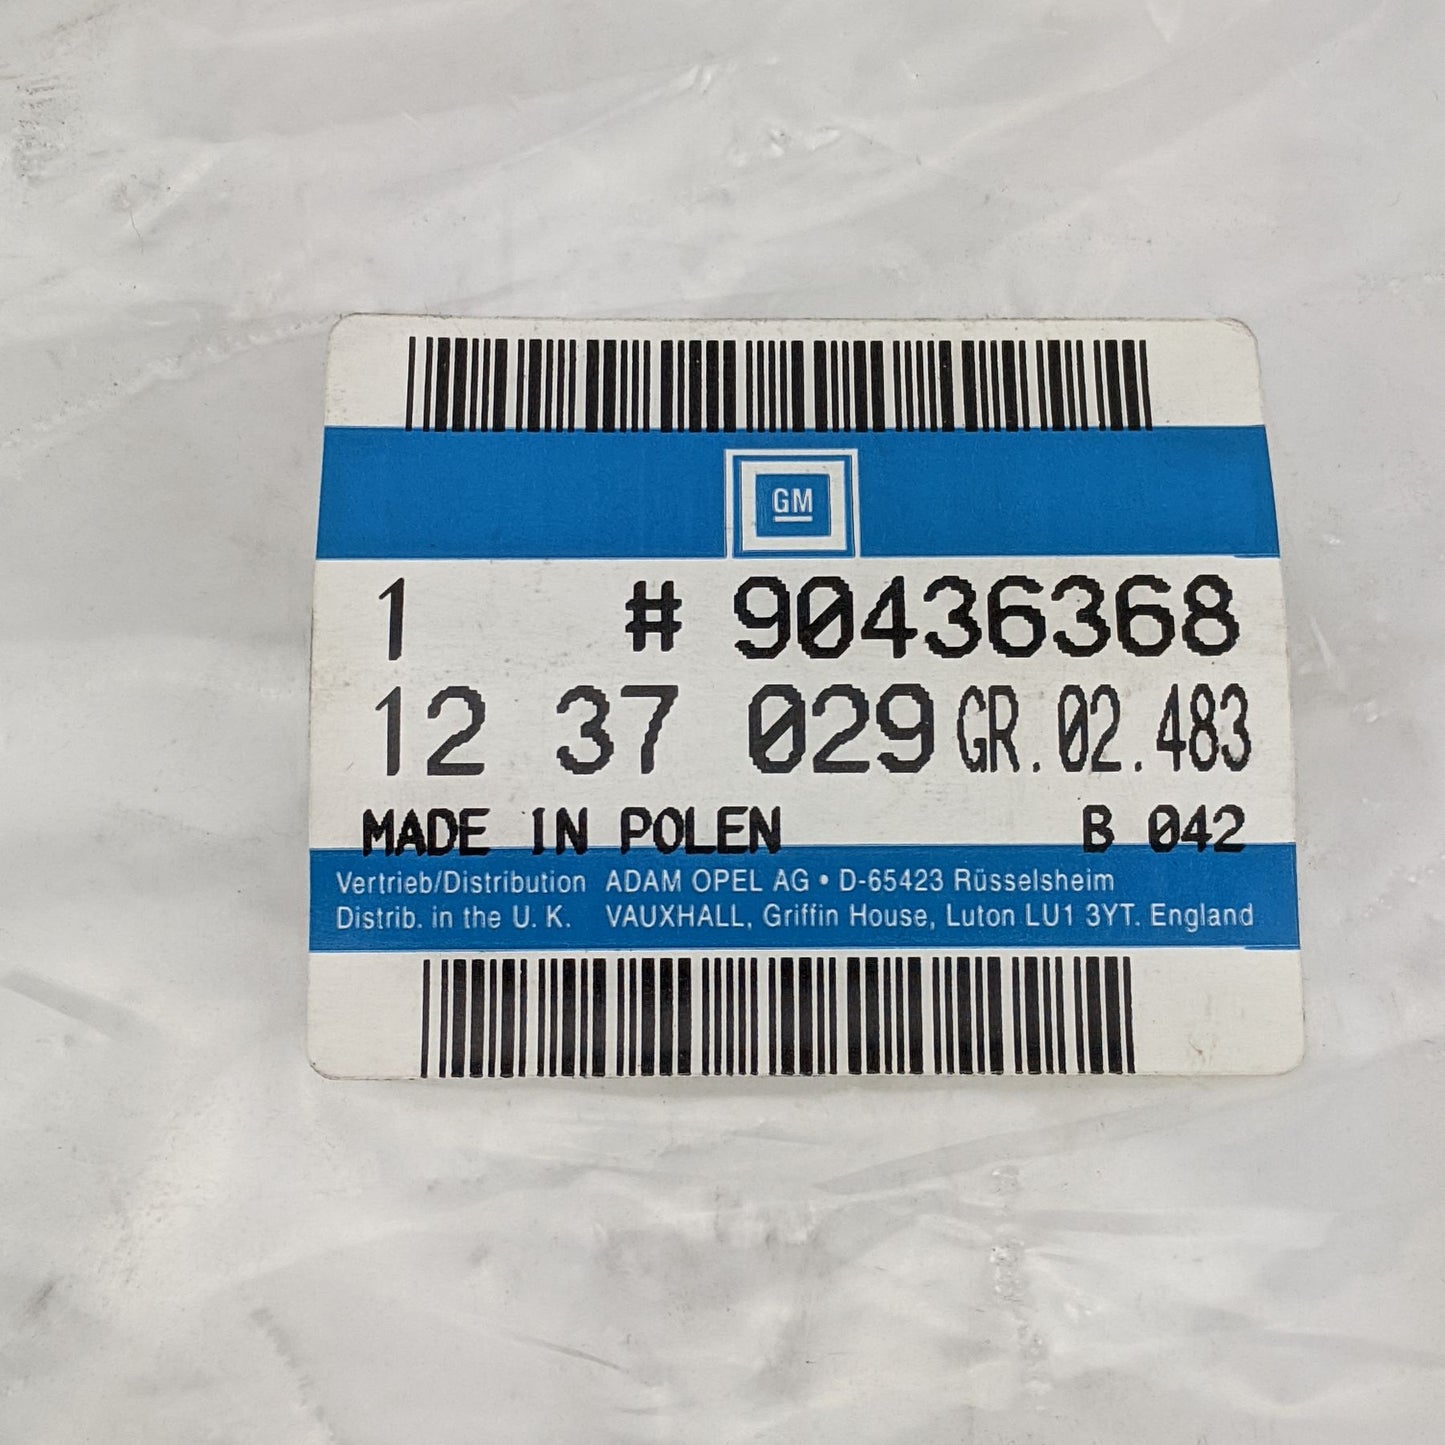 GM
1 # 90436368
12 37 029 GR. 02. 483
MADE IN POLEN B 042
Vertrieb/Distribution ADAM OPEL AG • D-65423 Rüsselsheim
Distrib. in the U. K. VAUXHALL, Griffin House, Luton LU1 3YT. England